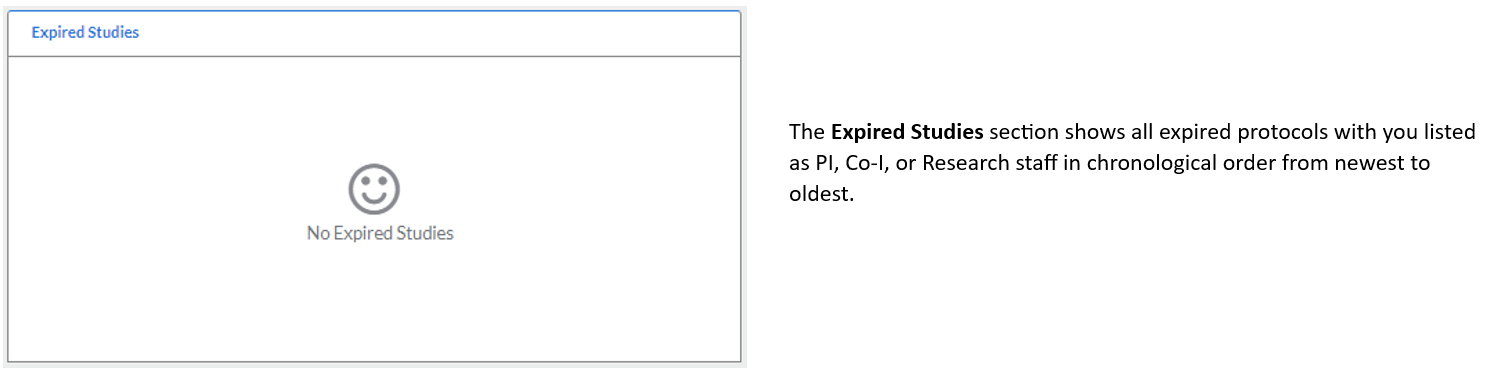 Expired Studies
No Expired Studies
The Expired Studies section shows all expired protocols with you listed
as PI, Co-I, or Research staff in chronological order from newest to
oldest.